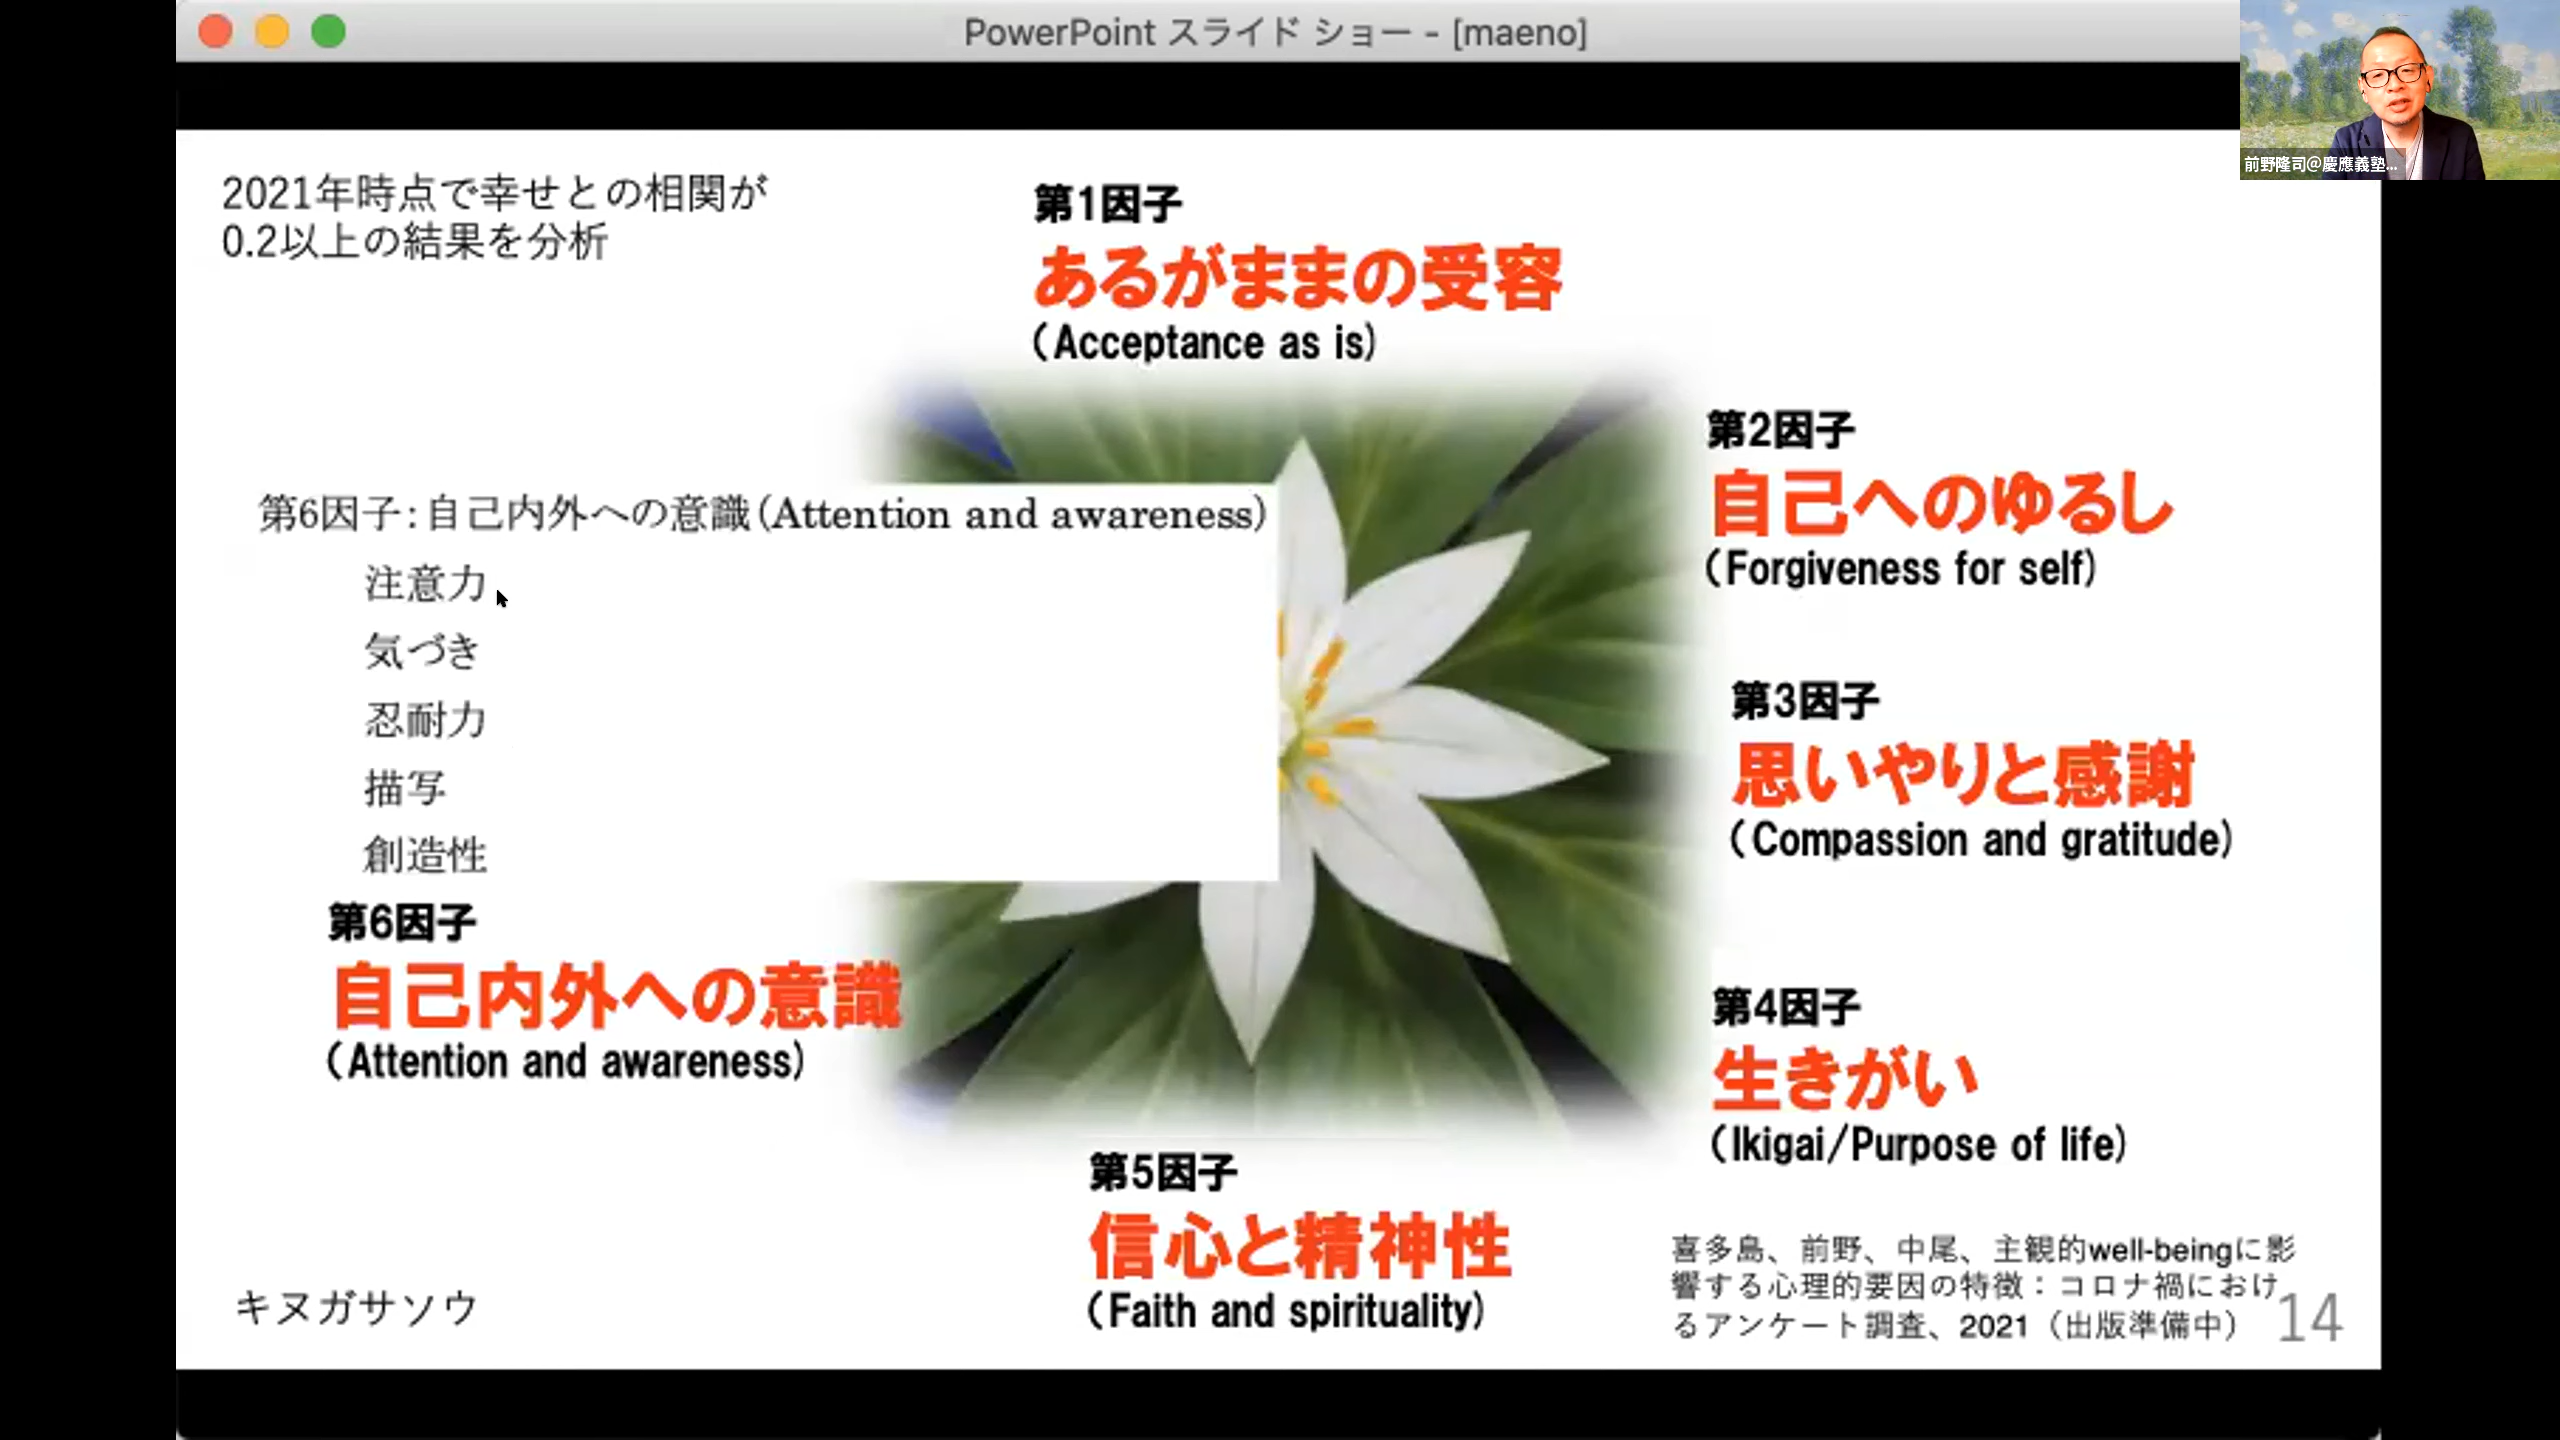 PowerPoint スライド ショー - [maeno]
前野隆司@慶應義塾...
2021年時点で幸せとの相関が
0.2以上の結果を分析
第1因子
あるがままの受容
(Acceptance as is)
第2因子
自己へのゆるし
(Forgiveness for self)
第3因子
思いやりと感謝
(Compassion and gratitude)
第4因子
生きがい
(Ikigai/Purpose of life)
第5因子
信心と精神性
(Faith and spirituality)
第6因子:自己内外への意識(Attention and awareness)
注意力
気づき
忍耐力
描写
創造性
第6因子
自己内外への意識
(Attention and awareness)
キヌガサソウ
喜多島、前野、中尾、主観的well-beingに影
響する心理的要因の特徴：コロナ禍におけ
るアンケート調査、2021（出版準備中）
14